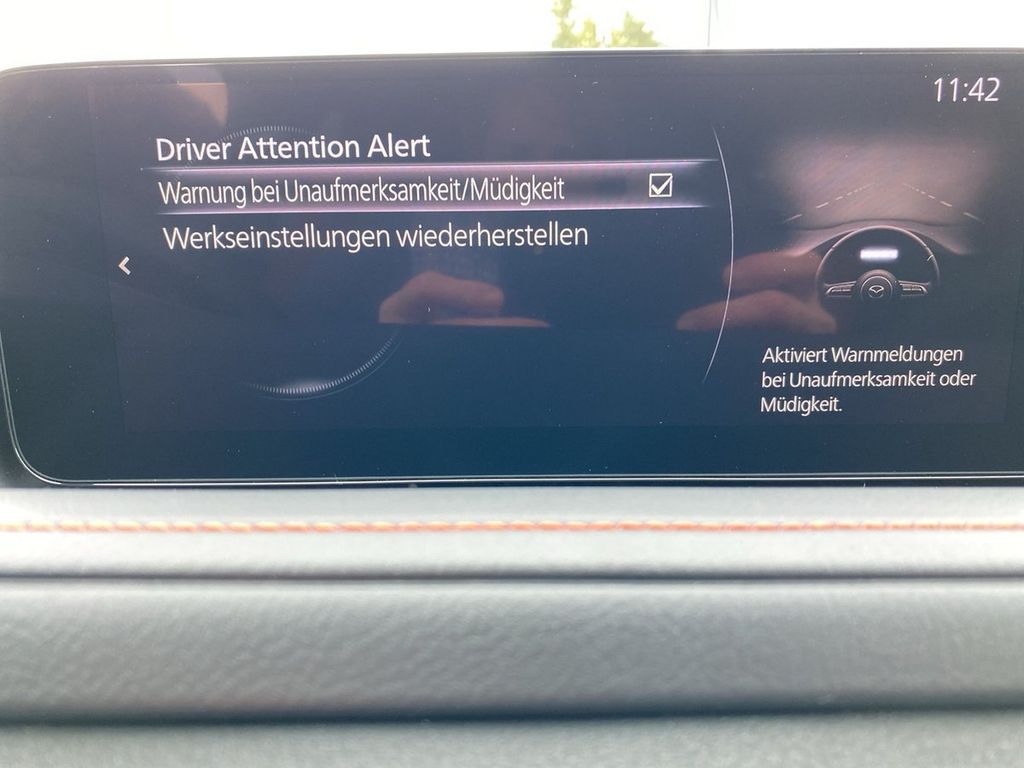 11:42
Driver Attention Alert
Warnung bei Unaufmerksamkeit/Müdigkeit
Werkseinstellungen wiederherstellen
Aktiviert Warnmeldungen
bei Unaufmerksamkeit oder
Müdigkeit.